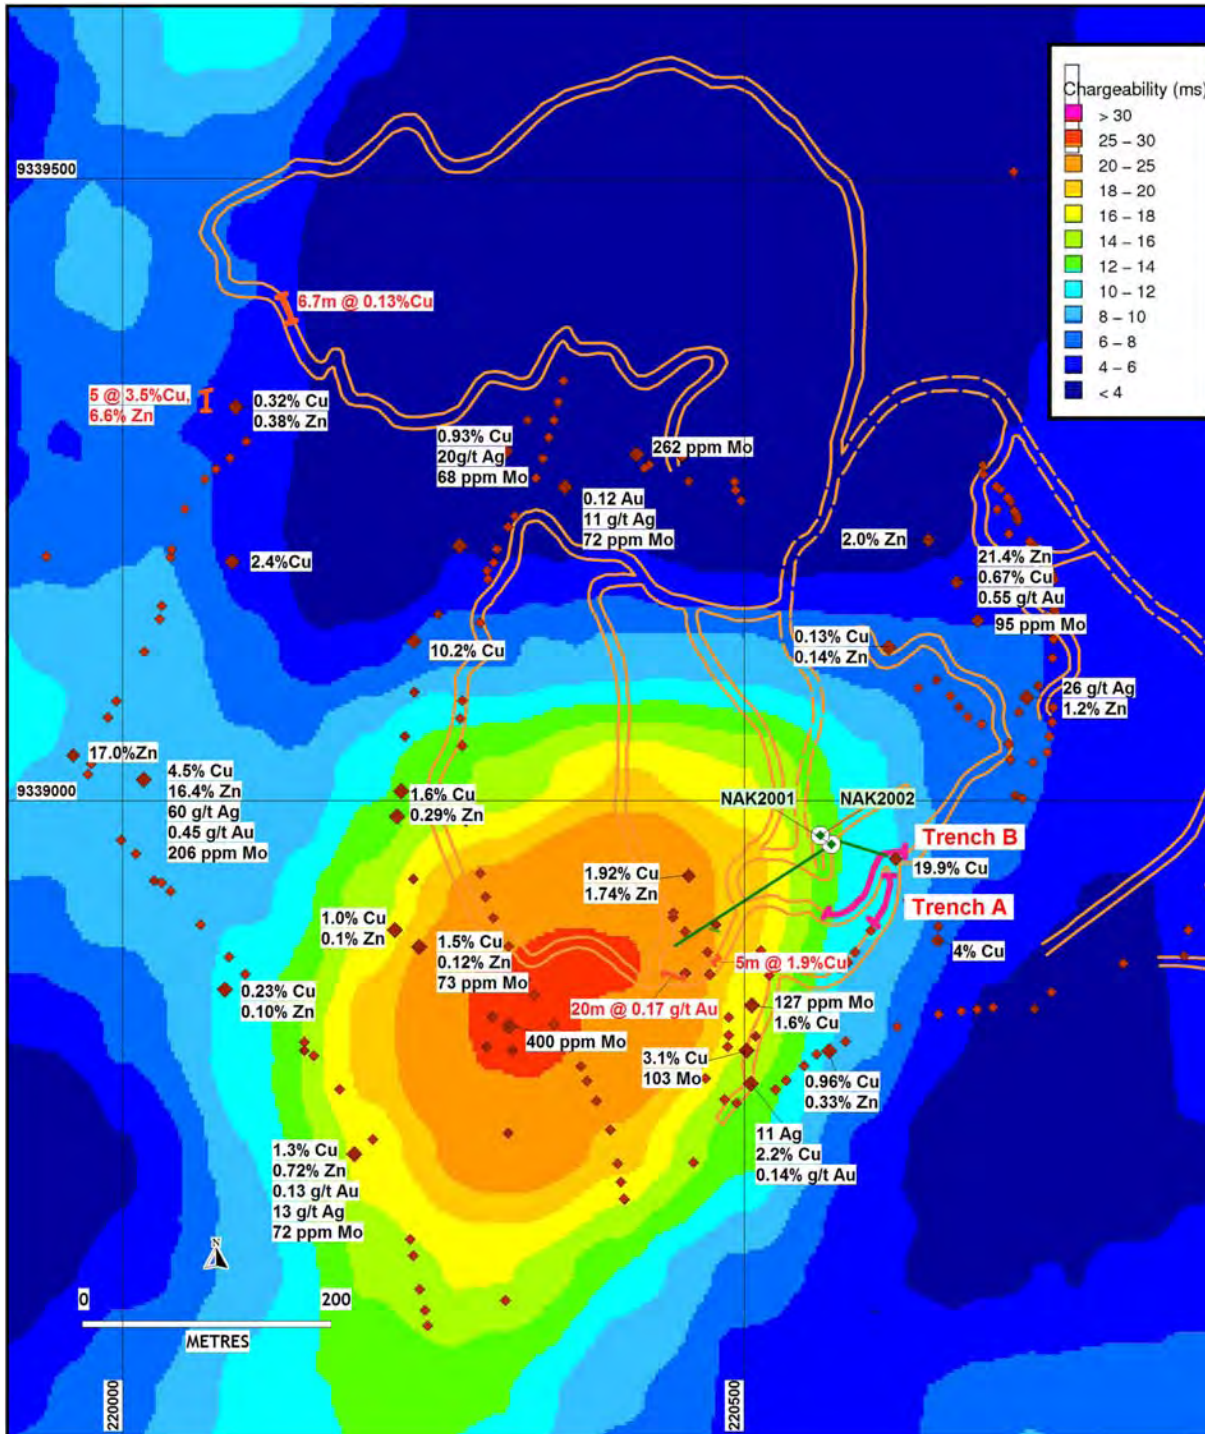 Chargeability (ms)
> 30
25 – 30
20 – 25
18 – 20
16 – 18
14 – 16
12 – 14
10 – 12
8 – 10
6 – 8
4 – 6
< 4
9339500
6.7m @ 0.13%Cu
5 @ 3.5%Cu,
6.6% Zn
0.32% Cu
0.38% Zn
0.93% Cu
20g/t Ag
68 ppm Mo
262 ppm Mo
0.12 Au
11 g/t Ag
72 ppm Mo
2.4%Cu
2.0% Zn
21.4% Zn
0.67% Cu
0.55 g/t Au
95 ppm Mo
0.13% Cu
0.14% Zn
10.2% Cu
26 g/t Ag
1.2% Zn
17.0%Zn
4.5% Cu
16.4% Zn
60 g/t Ag
0.45 g/t Au
206 ppm Mo
9339000
1.6% Cu
0.29% Zn
NAK2001
NAK2002
Trench B
19.9% Cu
Trench A
1.92% Cu
1.74% Zn
1.0% Cu
0.1% Zn
1.5% Cu
0.12% Zn
73 ppm Mo
4% Cu
5m @ 1.9%Cu
20m @ 0.17 g/t Au
0.23% Cu
0.10% Zn
127 ppm Mo
1.6% Cu
400 ppm Mo
3.1% Cu
103 Mo
0.96% Cu
0.33% Zn
11 Ag
2.2% Cu
0.14% g/t Au
1.3% Cu
0.72% Zn
0.13 g/t Au
13 g/t Ag
72 ppm Mo
N
0
200
METRES
220000
220500